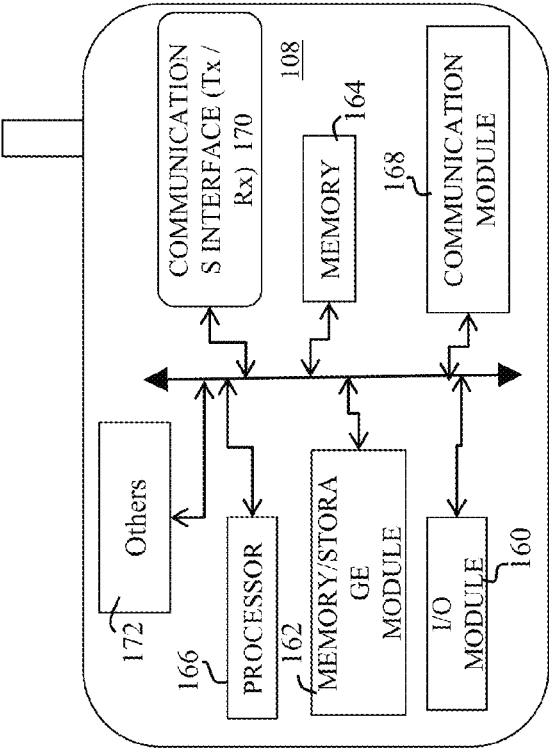 COMMUNICATION
S INTERFACE (Tx /
Rx) 170
108
MEMORY
164
168
COMMUNICATION
MODULE
Others
172
166
PROCESSOR
162
MEMORY/STORA
GE
MODULE
I/O
MODULE
160